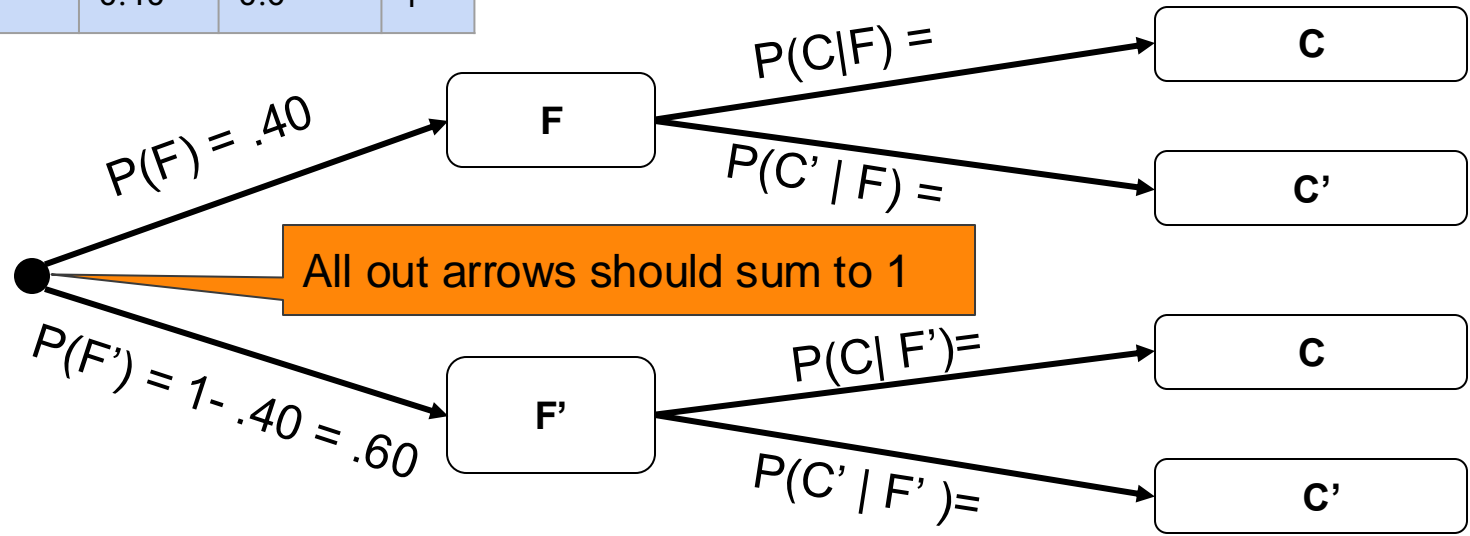 P(C|F) =
C
P(F) = .40
F
P(C’ | F) =
C’
All out arrows should sum to 1
P(F’) = 1- .40 = .60
P(C| F’)=
C
F’
P(C’ | F’ )=
C’